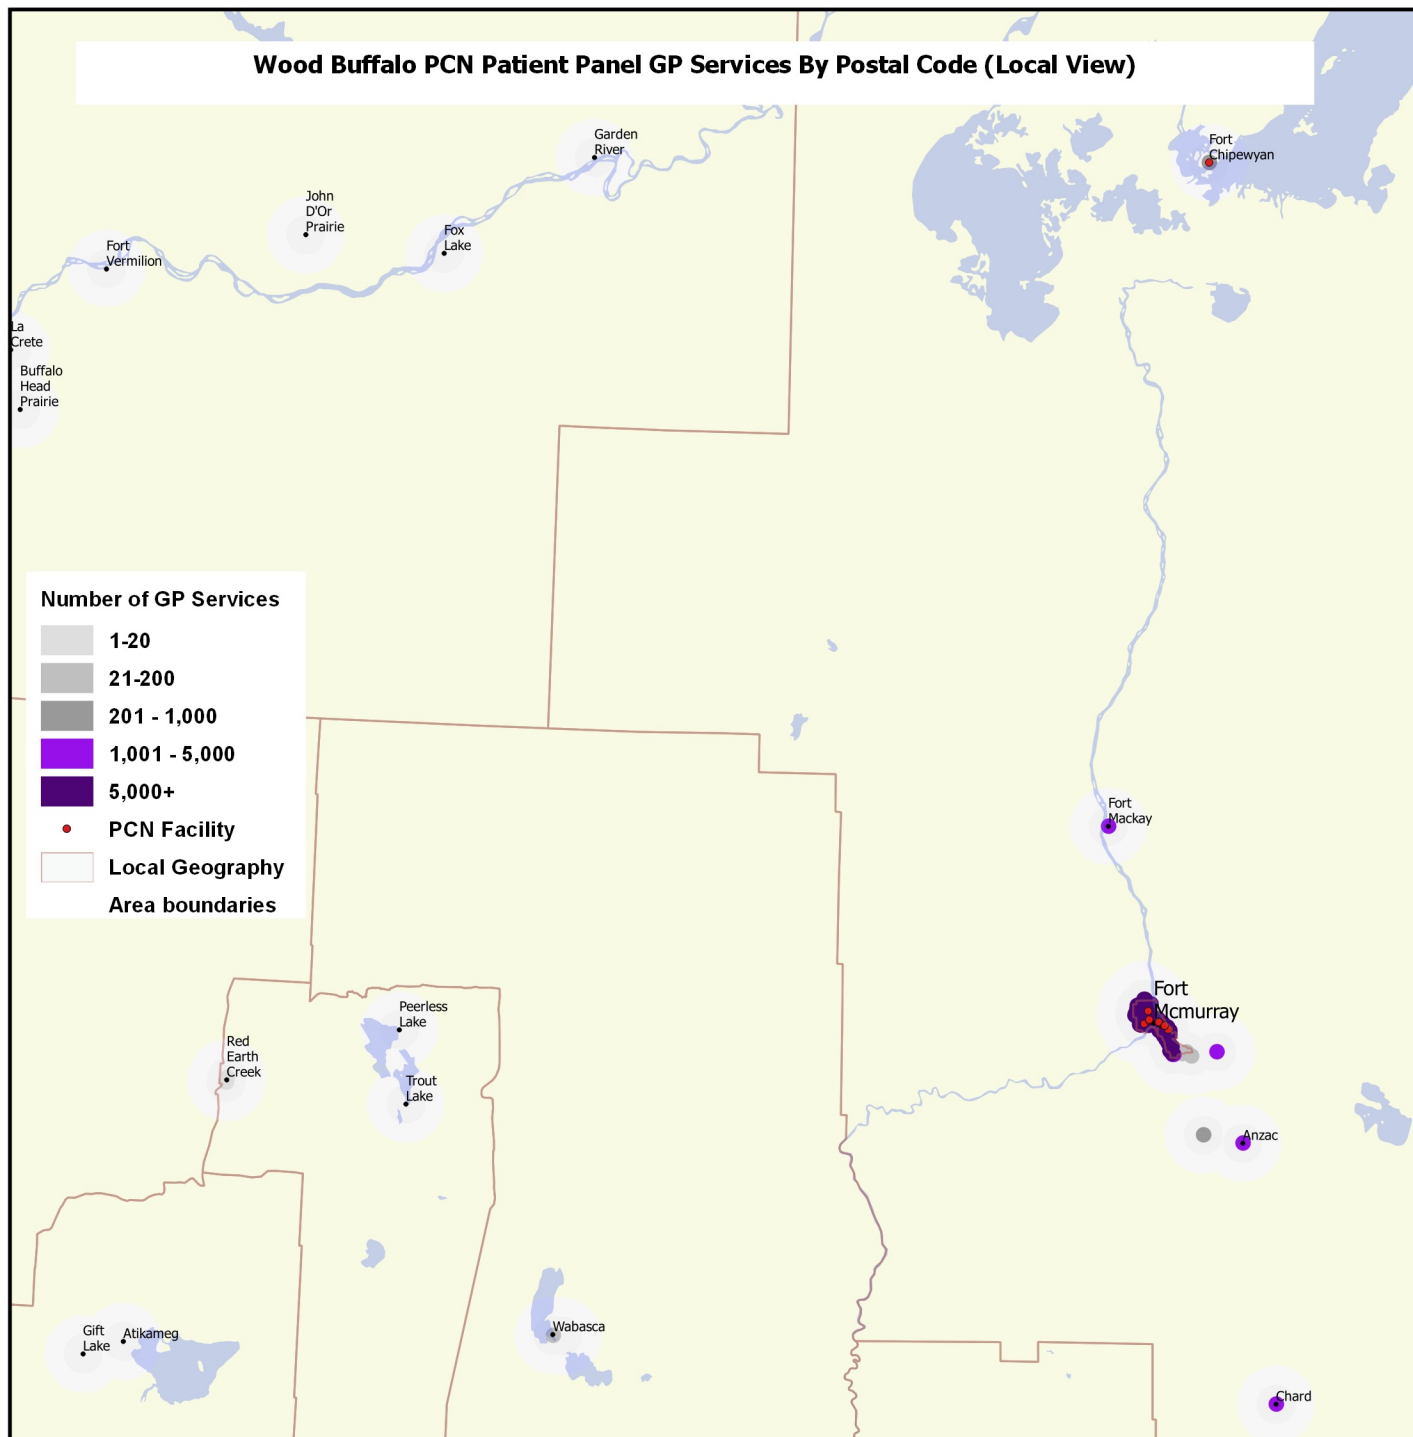 Wood Buffalo PCN Patient Panel GP Services By Postal Code (Local View)
Garden
River
Fort
Chipewyan
John
D'Or
Prairie
Fox
Lake
Fort
Vermilion
La
Crete
Buffalo
Head
Prairie
Number of GP Services
1-20
21-200
201 - 1,000
1,001 - 5,000
5,000+
PCN Facility
Local Geography
Area boundaries
Fort
Mackay
Fort
Mcmurray
Peerless
Lake
Red
Earth
Creek
Trout
Lake
Anzac
Gift
Lake
Atikameg
Wabasca
Chard